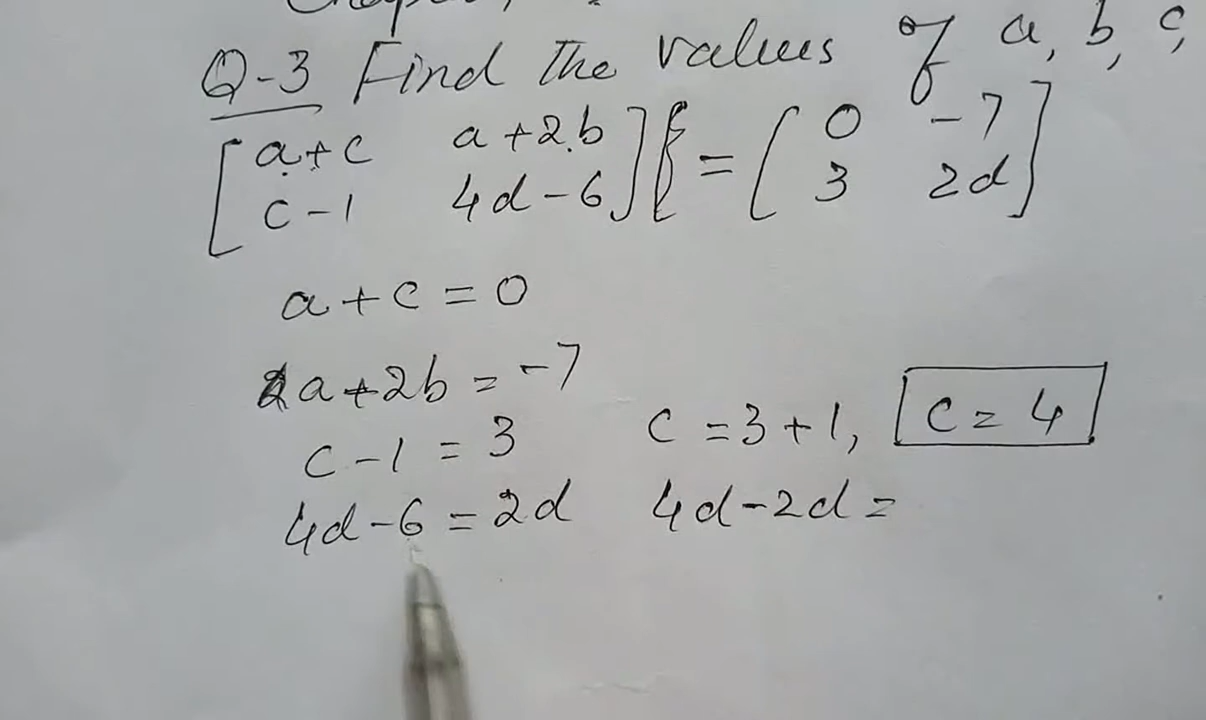 Q-3 Find The values of a, b, c,
[a+c a+2b] = [0 -7]
[c-1 4d-6] [3 2d]
a+c=0
a+2b=-7
c-1=3 c=3+1, c=4
4d-6=2d 4d-2d=